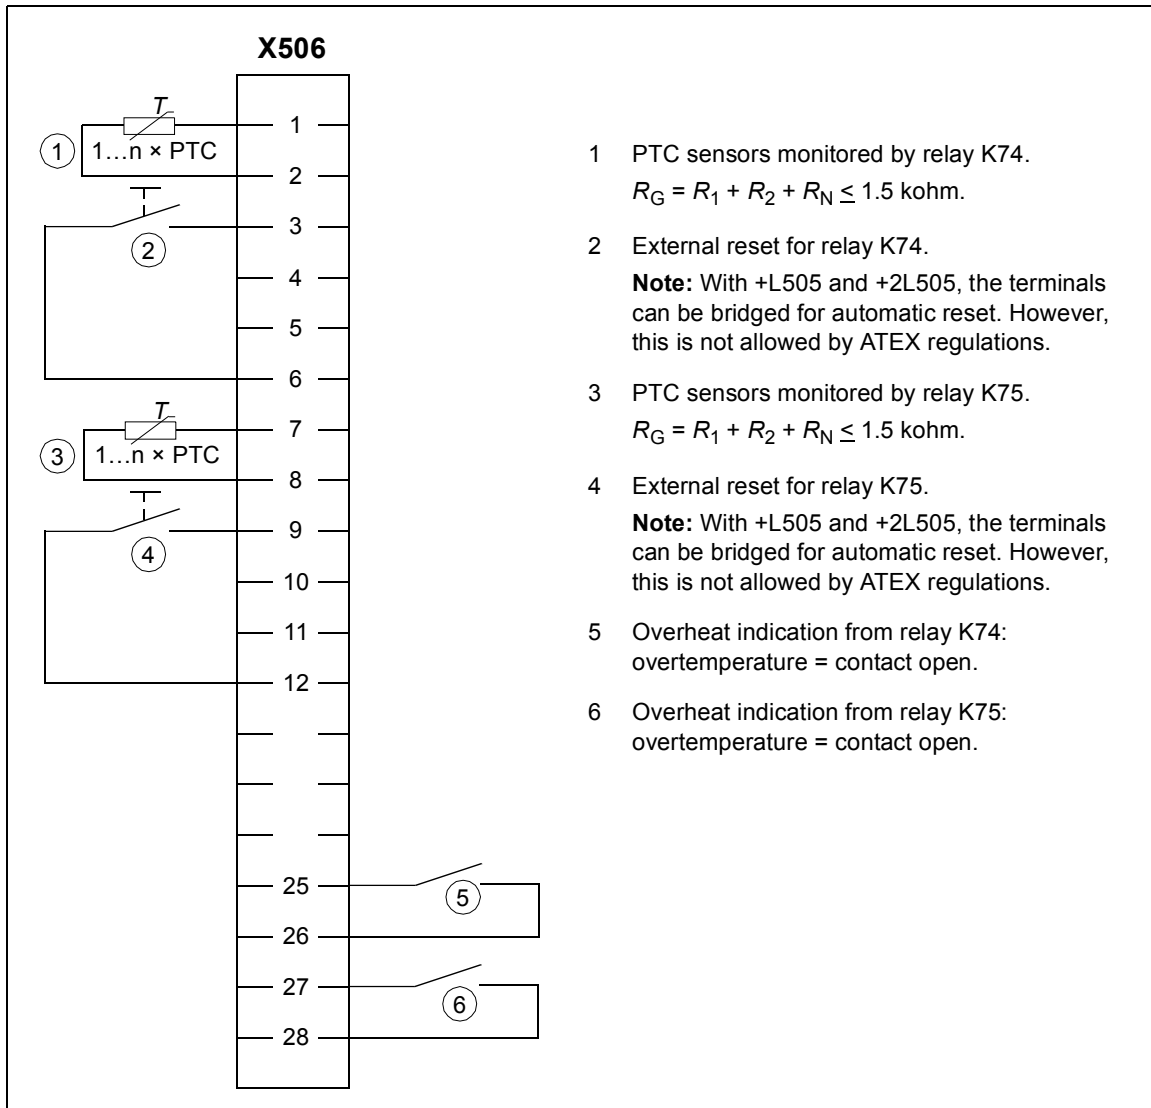 X506
T
1
1...n × PTC
1
2
3
2
4
5
6
T
7
3
1...n × PTC
8
9
4
10
11
12
25
5
26
27
6
28
1 PTC sensors monitored by relay K74.
RG = R1 + R2 + RN ≤ 1.5 kohm.
2 External reset for relay K74.
Note: With +L505 and +2L505, the terminals
can be bridged for automatic reset. However,
this is not allowed by ATEX regulations.
3 PTC sensors monitored by relay K75.
RG = R1 + R2 + RN ≤ 1.5 kohm.
4 External reset for relay K75.
Note: With +L505 and +2L505, the terminals
can be bridged for automatic reset. However,
this is not allowed by ATEX regulations.
5 Overheat indication from relay K74:
overtemperature = contact open.
6 Overheat indication from relay K75:
overtemperature = contact open.